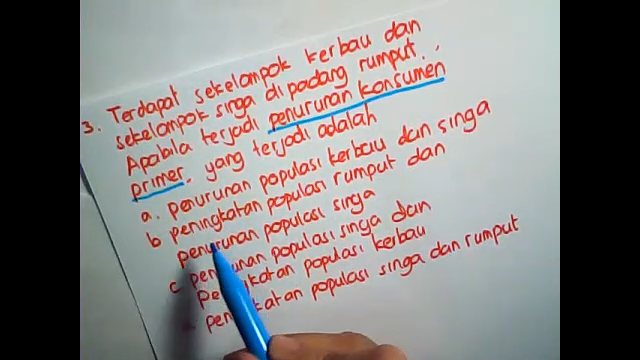 3. Terdapat sekelompok kerbau dan
sekelompok singa di padang rumput.
Apabila terjadi penurunan konsumen
primer, yang terjadi adalah
a. penurunan populasi kerbau dan singa
b peningkatan populasi rumput dan
penurunan populasi singa
c penurunan populasi singa dan
populasi kerbau
populasi singa dan rumput